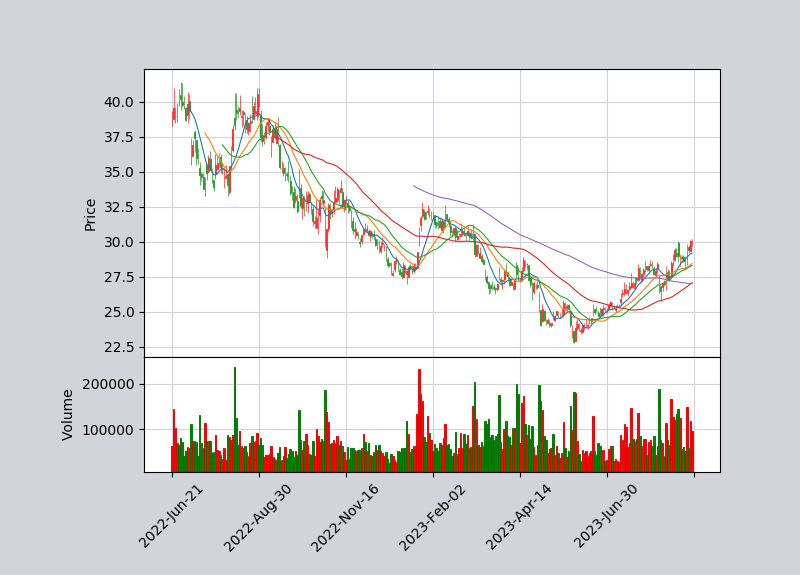 Price
40.0
37.5
35.0
32.5
30.0
27.5
25.0
22.5
Volume
200000
100000
2022-Jun-21
2022-Aug-30
2022-Nov-16
2023-Feb-02
2023-Apr-14
2023-Jun-30